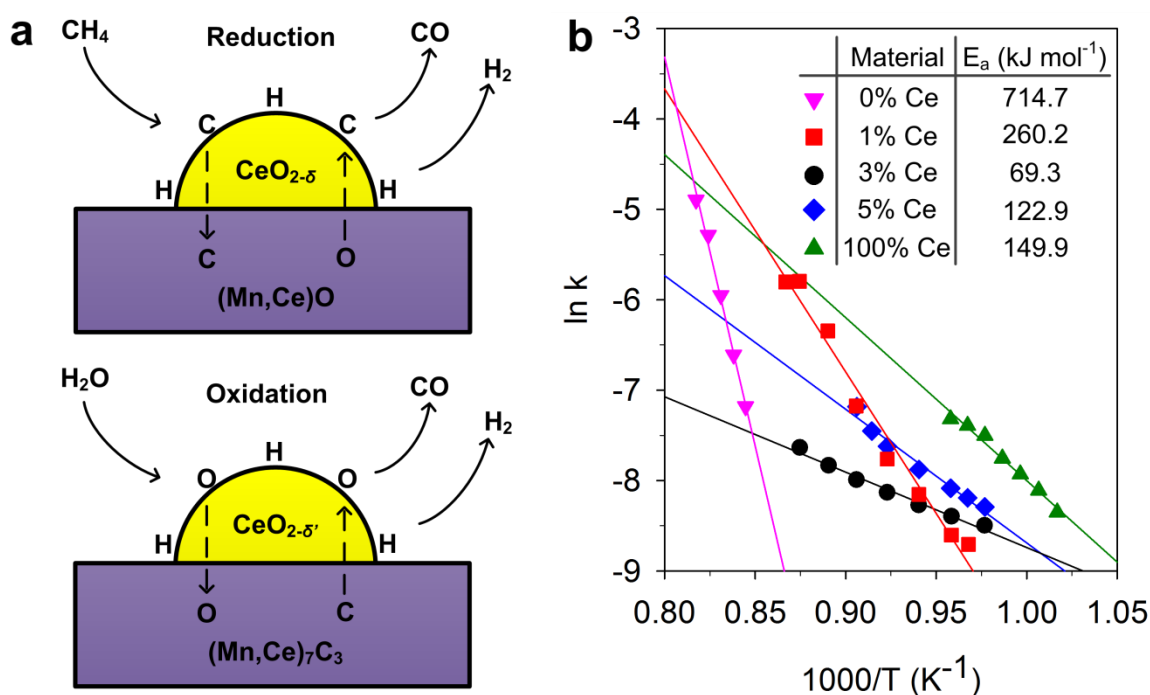 a
CH₄
Reduction
CO
H₂
H
C
C
CeO₂₋δ
H
H
C
O
(Mn,Ce)O
H₂O
Oxidation
CO
H₂
H
O
O
CeO₂₋δ'
H
H
O
C
(Mn,Ce)₇C₃
b
Material Eₐ (kJ mol⁻¹)
0% Ce 714.7
1% Ce 260.2
3% Ce 69.3
5% Ce 122.9
100% Ce 149.9
ln k
-3
-4
-5
-6
-7
-8
-9
0.80 0.85 0.90 0.95 1.00 1.05
1000/T (K⁻¹)